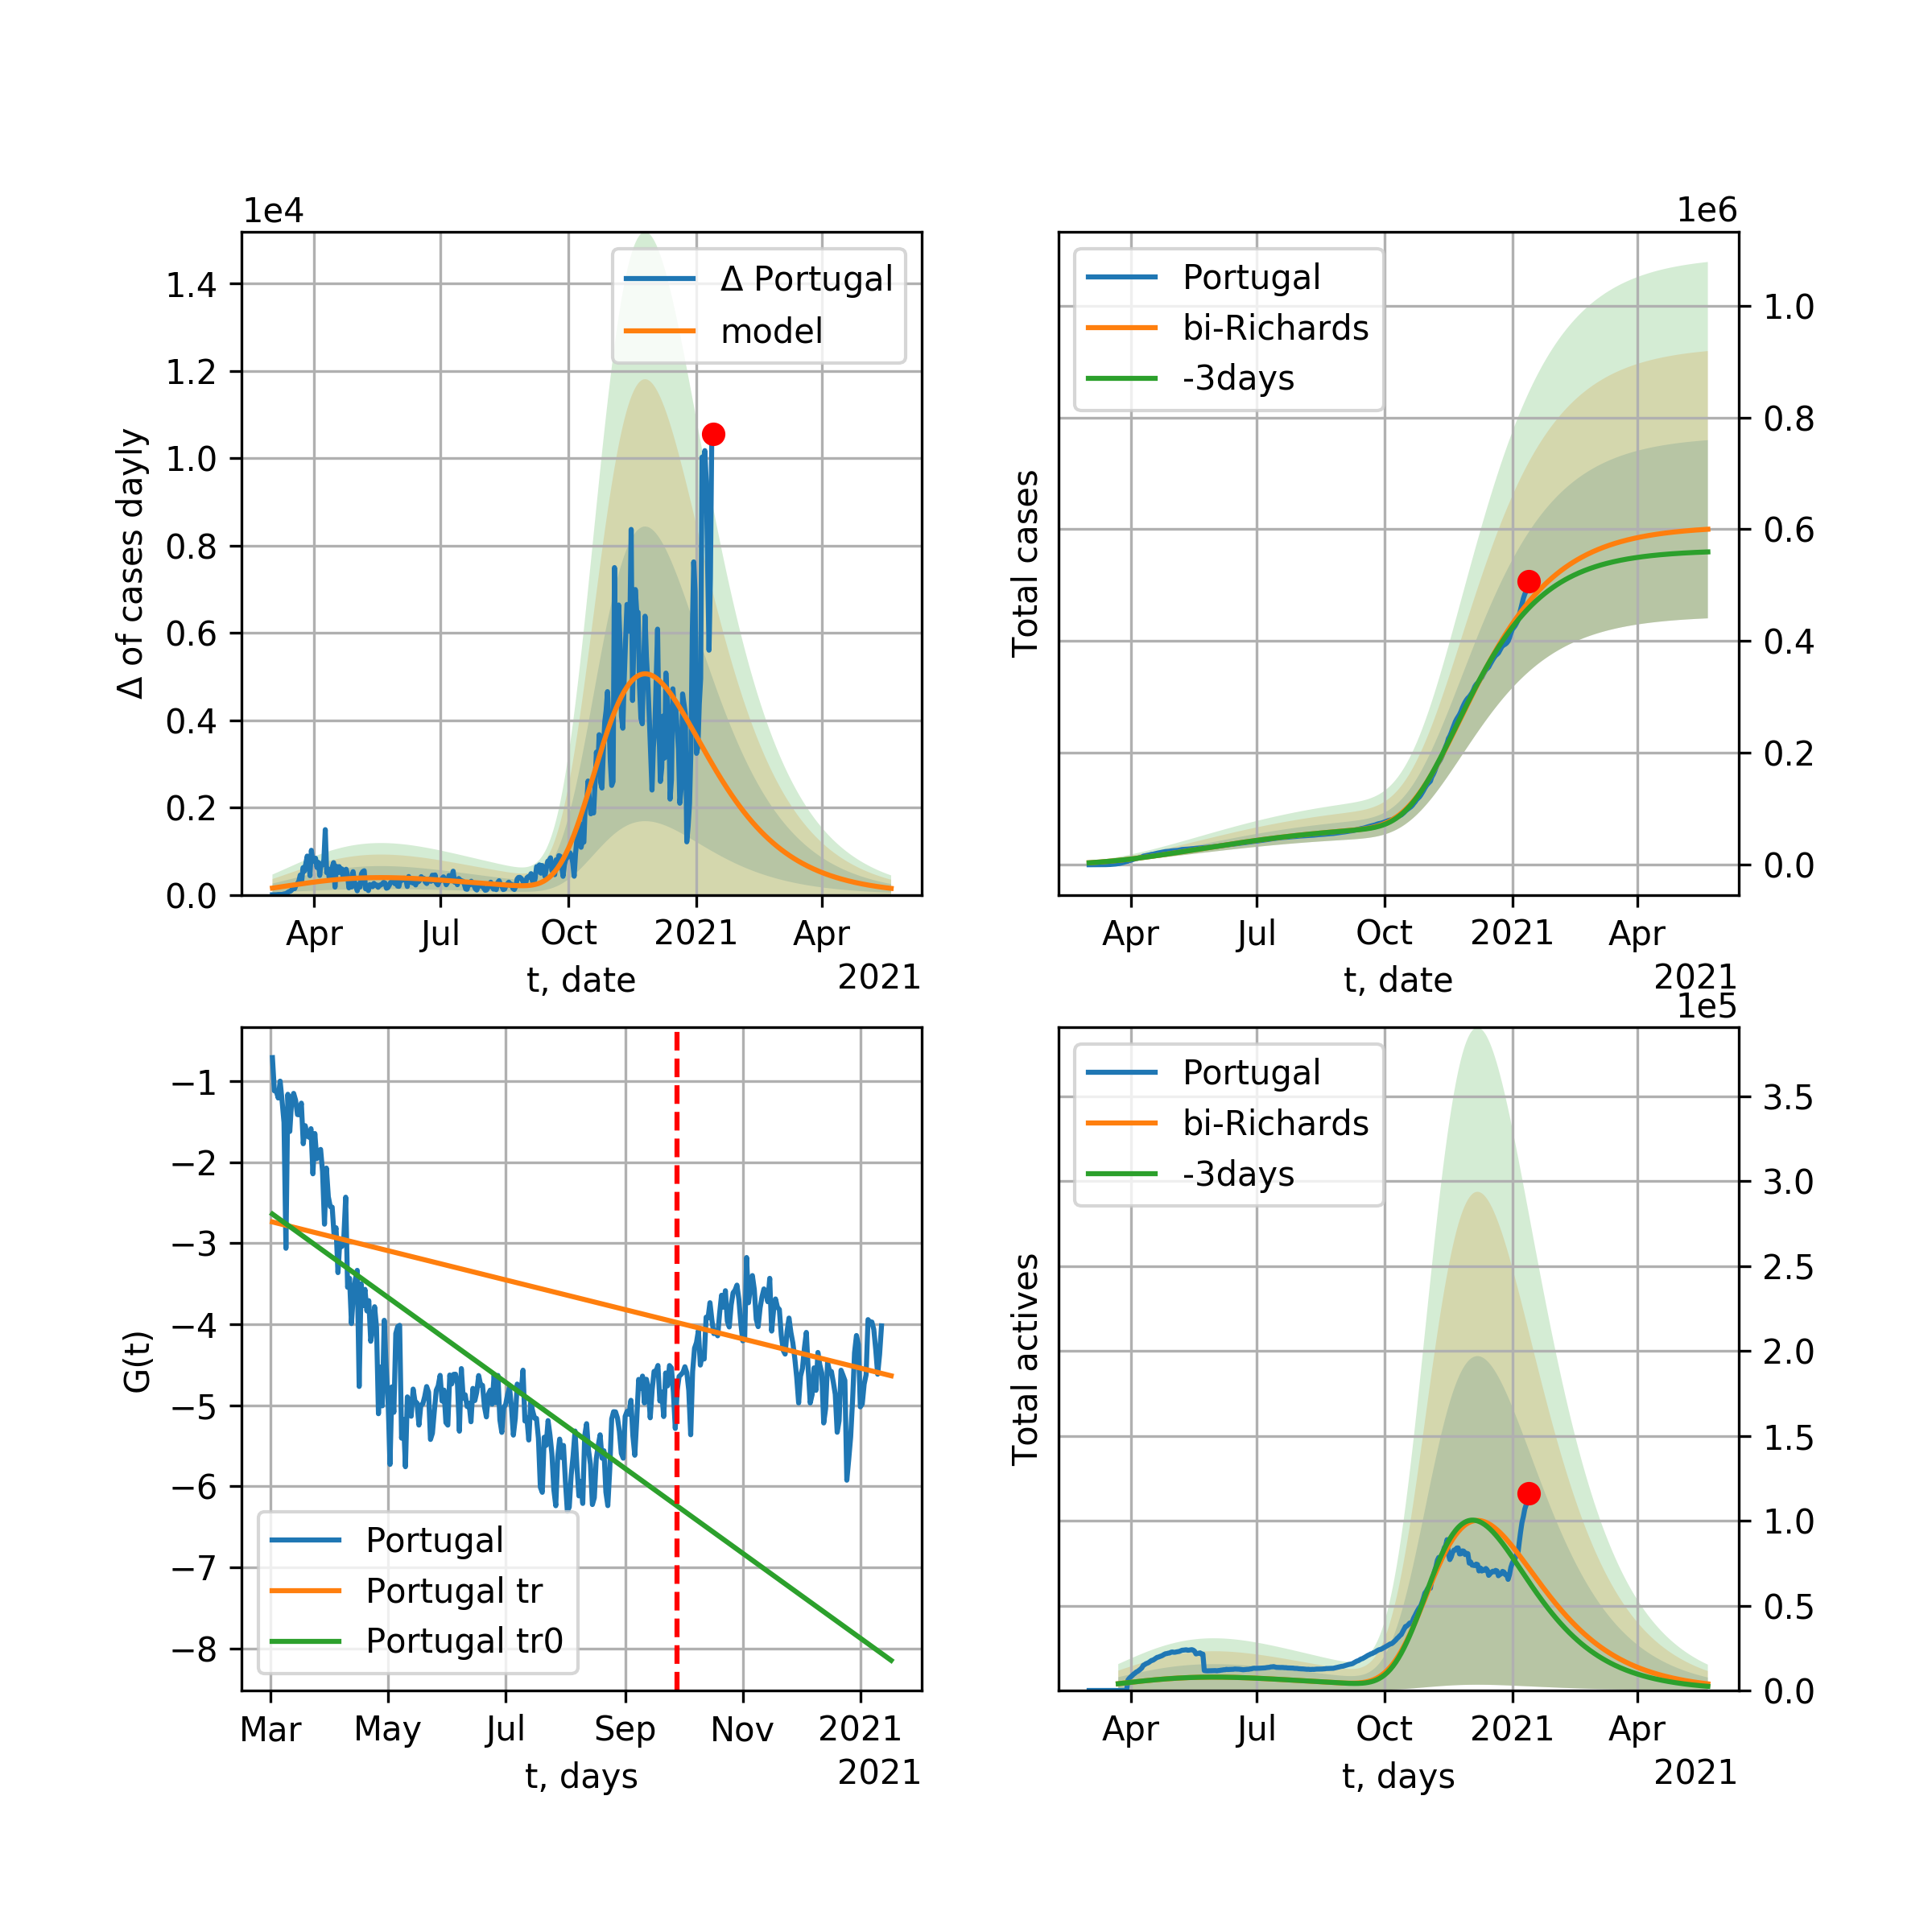 1e4
1.4
1.2
1.0
0.8
0.6
0.4
0.2
0.0
Δ of cases dayly
Δ Portugal
model
Apr
Jul
Oct
2021
Apr
t, date
2021
1e6
Portugal
bi-Richards
-3days
Total cases
1.0
0.8
0.6
0.4
0.2
0.0
Apr
Jul
Oct
2021
Apr
t, date
2021
−1
−2
−3
−4
−5
−6
−7
−8
G(t)
Portugal
Portugal tr
Portugal tr0
Mar
May
Jul
Sep
Nov
2021
t, days
2021
1e5
Portugal
bi-Richards
-3days
Total actives
3.5
3.0
2.5
2.0
1.5
1.0
0.5
0.0
Apr
Jul
Oct
2021
Apr
t, days
2021